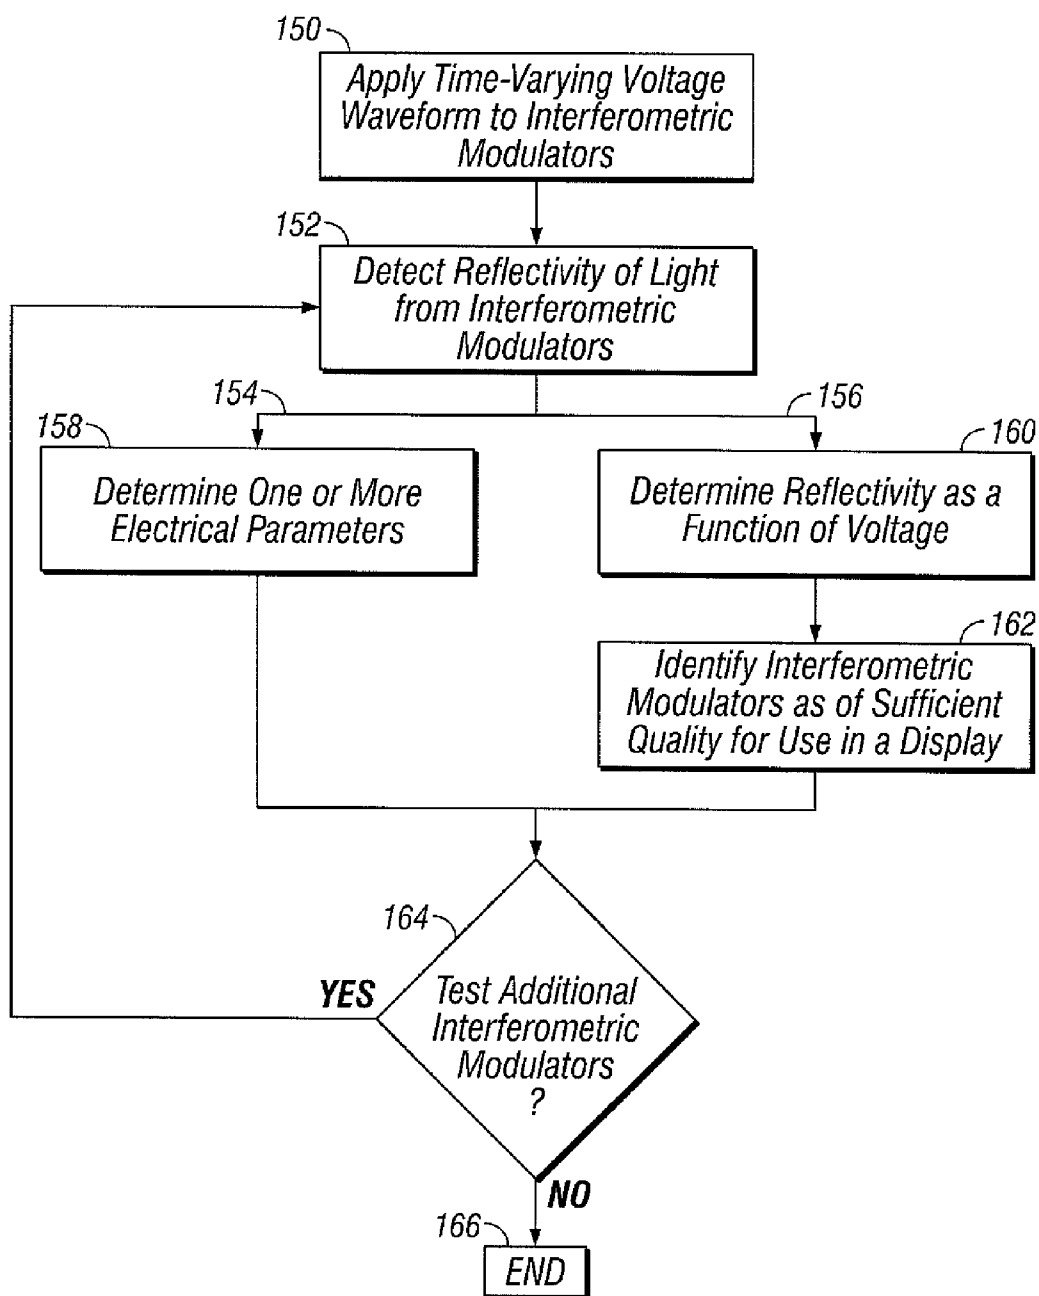 150
Apply Time-Varying Voltage
Waveform to Interferometric
Modulators
152
Detect Reflectivity of Light
from Interferometric
Modulators
154
156
158
Determine One or More
Electrical Parameters
160
Determine Reflectivity as a
Function of Voltage
162
Identify Interferometric
Modulators as of Sufficient
Quality for Use in a Display
164
YES
Test Additional
Interferometric
Modulators
?
NO
166
END